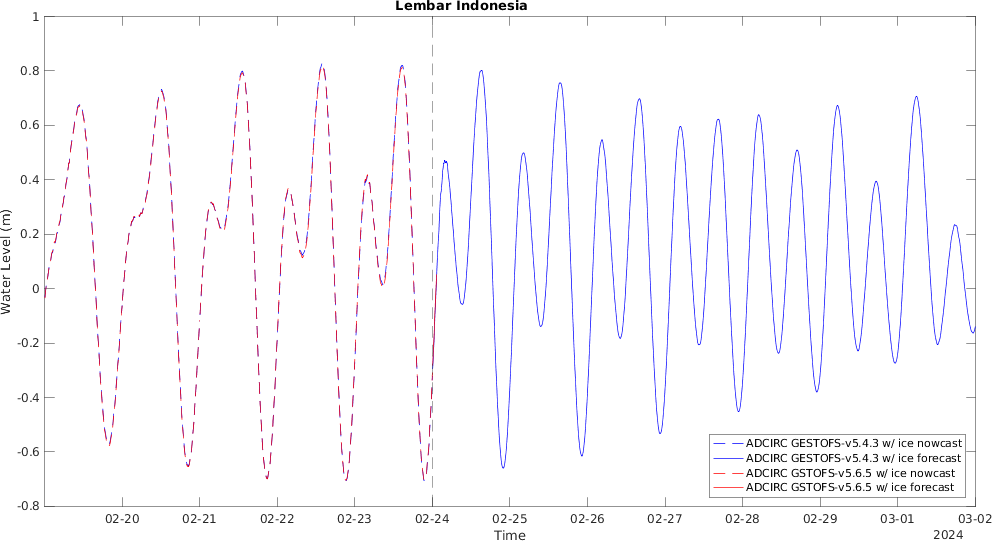 Lembar Indonesia
1
0.8
0.6
0.4
0.2
0
-0.2
-0.4
-0.6
-0.8
Water Level (m)
ADCIRC GESTOFS-v5.4.3 w/ ice nowcast
ADCIRC GESTOFS-v5.4.3 w/ ice forecast
ADCIRC GSTOFS-v5.6.5 w/ ice nowcast
ADCIRC GSTOFS-v5.6.5 w/ ice forecast
02-20 02-21 02-22 02-23 02-24 02-25 02-26 02-27 02-28 02-29 03-01 03-02
Time
2024